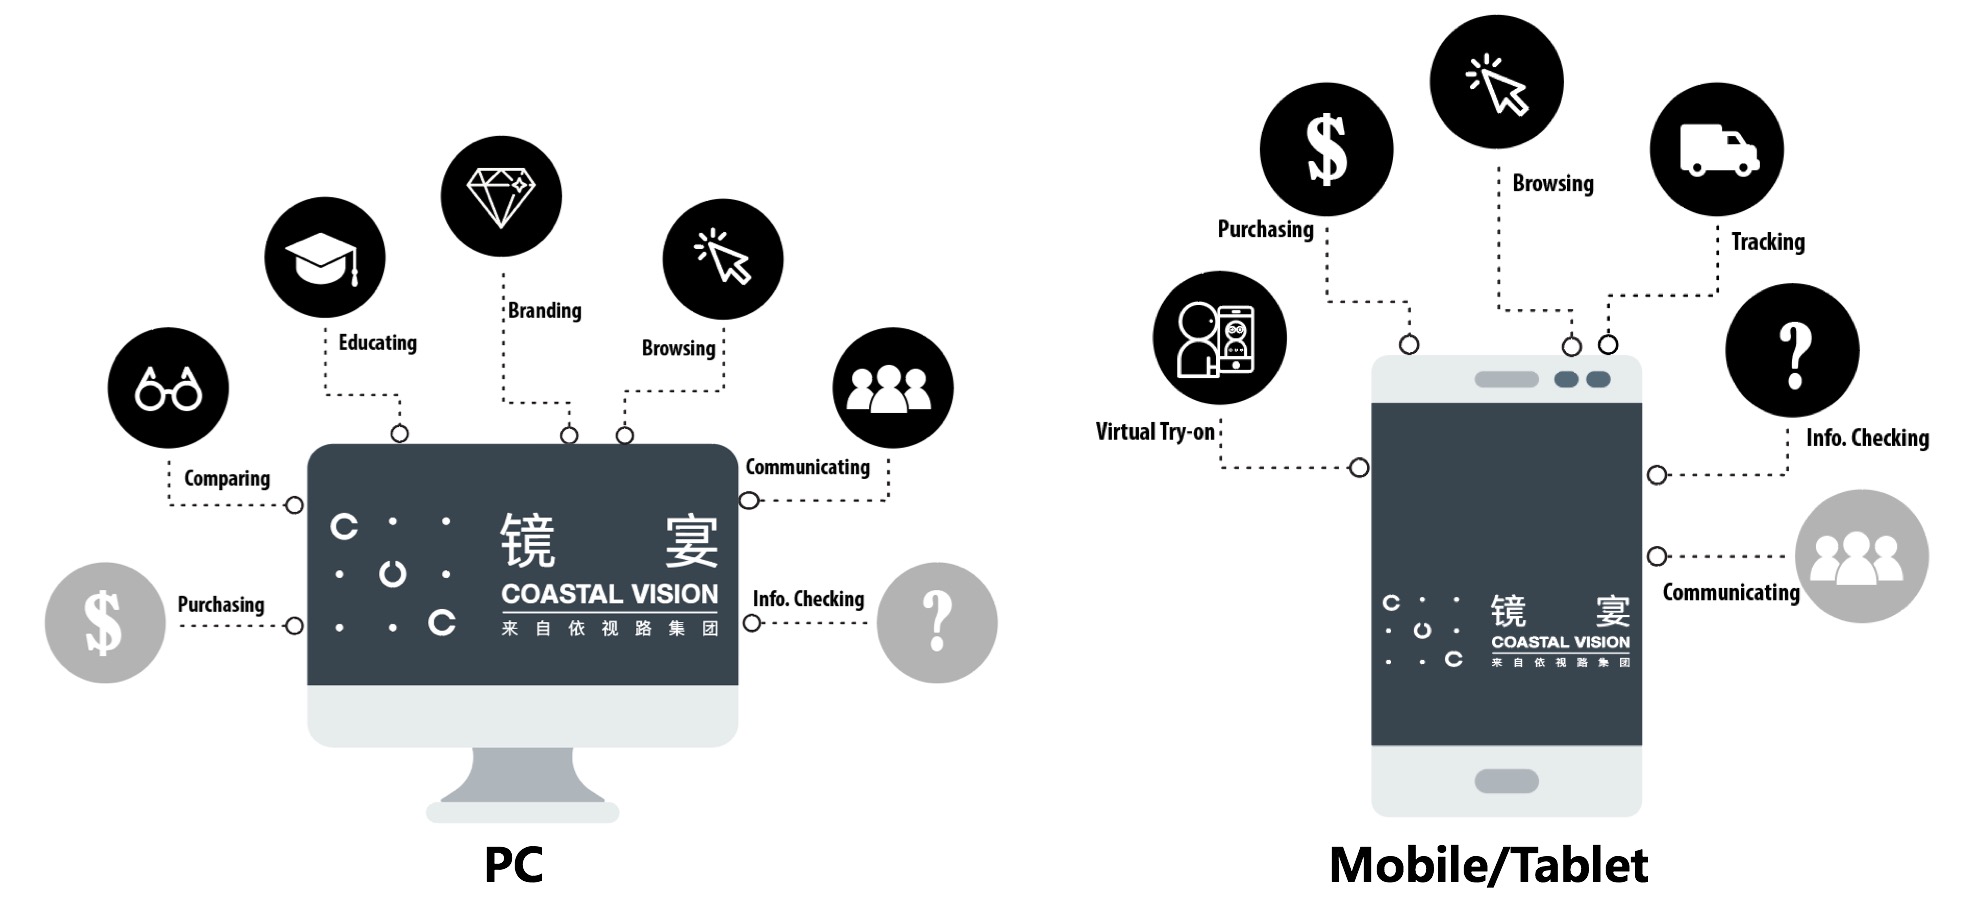 Branding
Educating
Browsing
Comparing
Communicating
Purchasing
Info. Checking
镜 宴
COASTAL VISION
来自依视路集团
PC
Browsing
Purchasing
Tracking
Virtual Try-on
Info. Checking
Communicating
镜 宴
COASTAL VISION
来自依视路集团
Mobile/Tablet